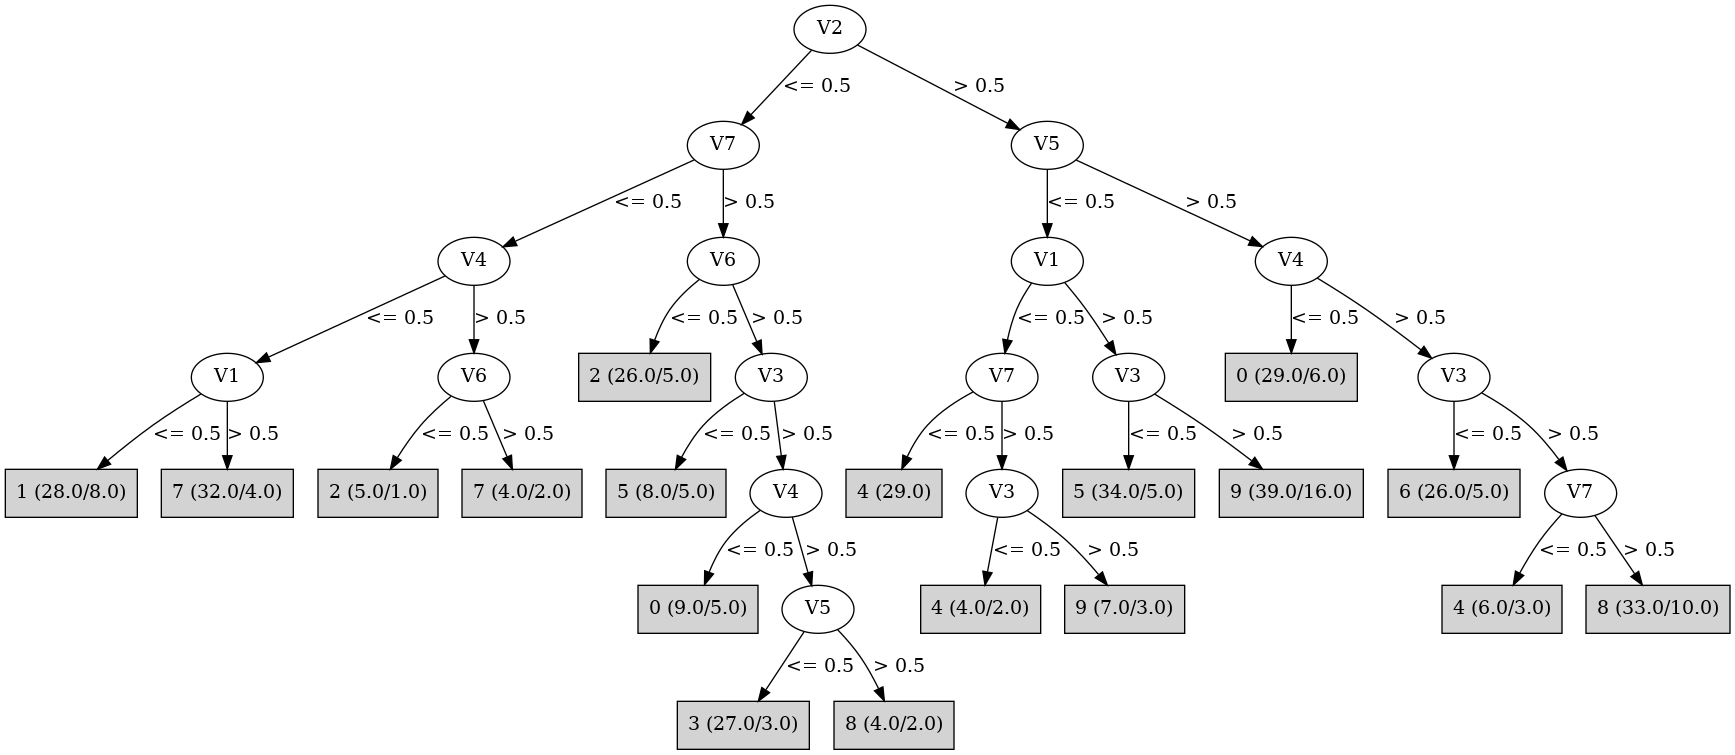 V2
<= 0.5 > 0.5
V7 V5
<= 0.5 > 0.5 <= 0.5 > 0.5
V4 V6 V1 V4
<= 0.5 > 0.5 <= 0.5 > 0.5 <= 0.5 > 0.5 <= 0.5 > 0.5
V1 V6 2 (26.0/5.0) V3 V7 V3 0 (29.0/6.0) V3
<= 0.5 > 0.5 <= 0.5 > 0.5 <= 0.5 > 0.5 <= 0.5 > 0.5 <= 0.5 > 0.5 <= 0.5 > 0.5
1 (28.0/8.0) 7 (32.0/4.0) 2 (5.0/1.0) 7 (4.0/2.0) 5 (8.0/5.0) V4 4 (29.0) V3 5 (34.0/5.0) 9 (39.0/16.0) 6 (26.0/5.0) V7
<= 0.5 > 0.5 <= 0.5 > 0.5 <= 0.5 > 0.5
0 (9.0/5.0) V5 4 (4.0/2.0) 9 (7.0/3.0) 4 (6.0/3.0) 8 (33.0/10.0)
<= 0.5 > 0.5
3 (27.0/3.0) 8 (4.0/2.0)